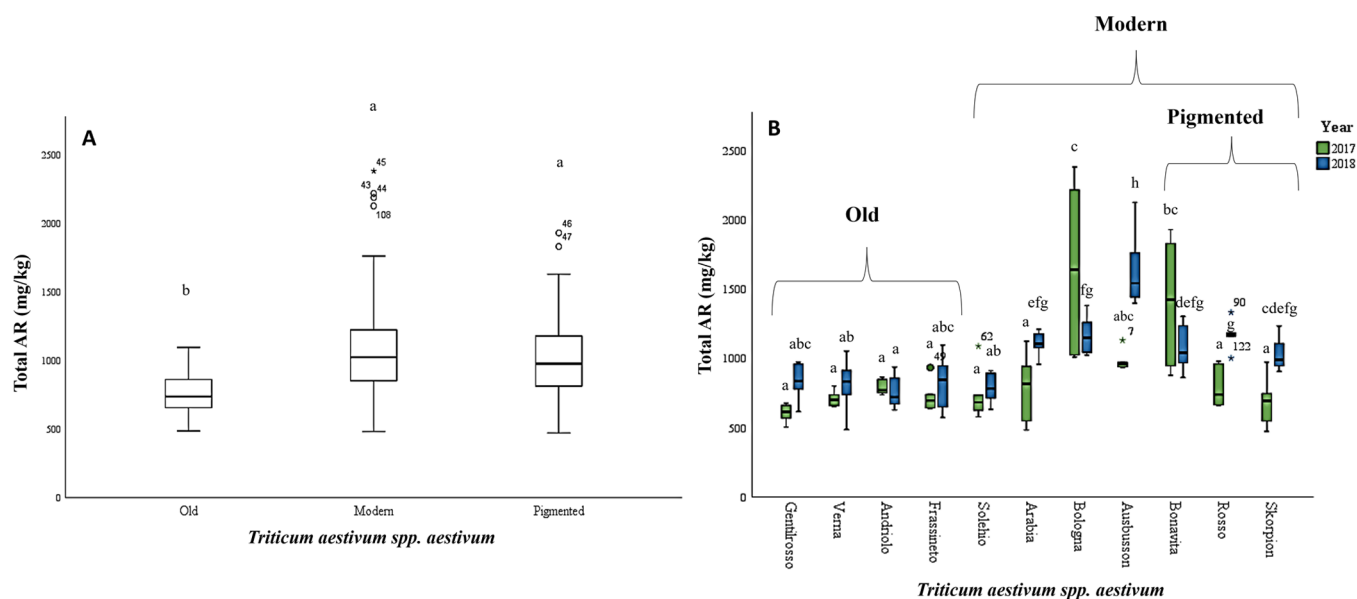 A
Total AR (mg/kg)
2500
2000
1500
1000
500
0
b
a
45
43
44
108
a
46
47
Old
Modern
Pigmented
Triticum aestivum spp. aestivum
B
Modern
Pigmented
Old
Year
2017
2018
Total AR (mg/kg)
2500
2000
1500
1000
500
0
a
abc
a
ab
a
a
a
49
abc
a
62
ab
a
efg
c
fg
abc
7
h
bc
defg
a
90
g
122
a
cdefg
Gentilrosso
Verna
Andriolo
Frassineto
Solehio
Arabia
Bologna
Ausbusson
Bonavita
Rosso
Skorpion
Triticum aestivum spp. aestivum